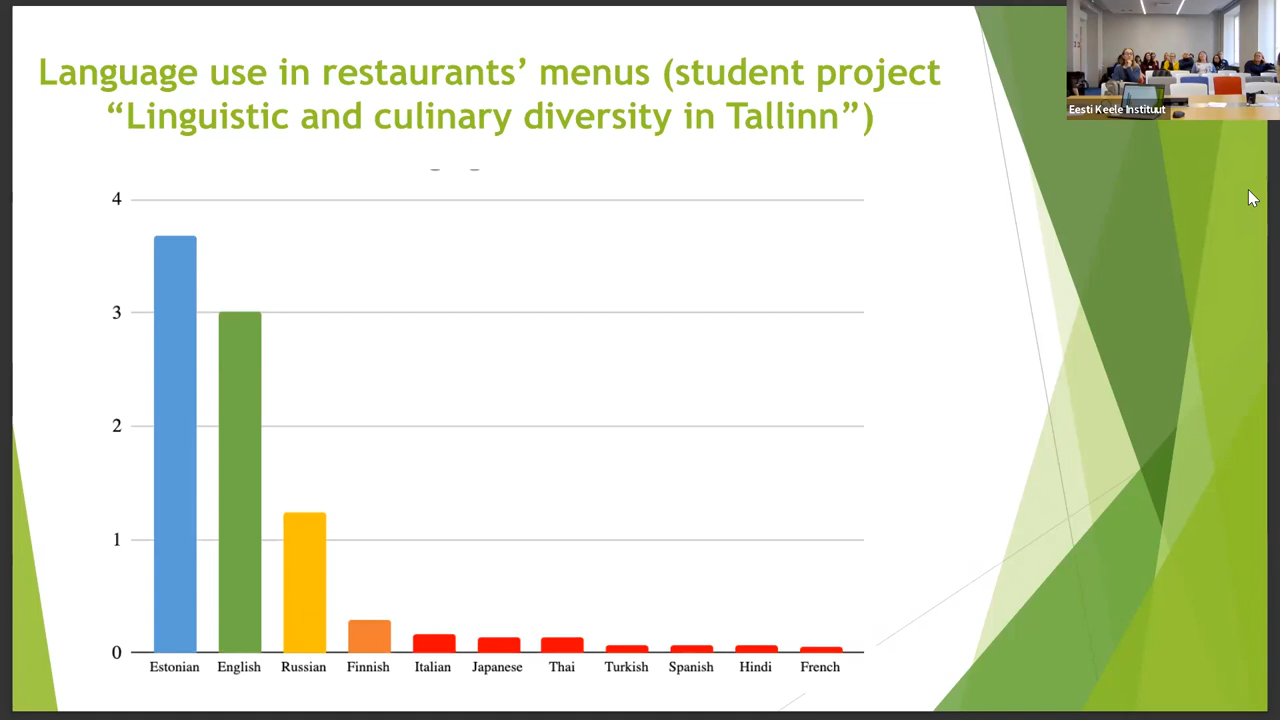 Language use in restaurants’ menus (student project
“Linguistic and culinary diversity in Tallinn”)
Eesti Keele Instituut
4
3
2
1
0
Estonian English Russian Finnish Italian Japanese Thai Turkish Spanish Hindi French